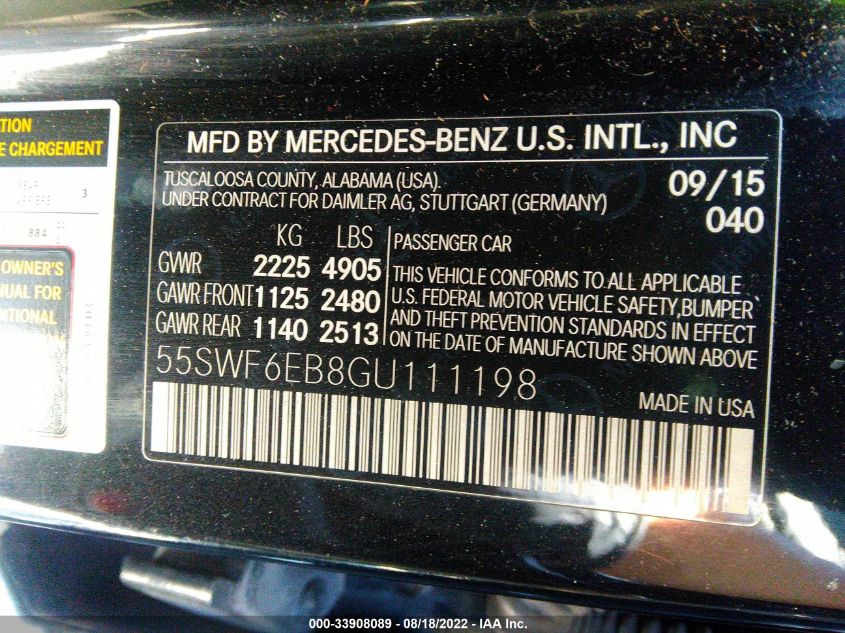 MFD BY MERCEDES-BENZ U.S. INTL., INC
TUSCALOOSA COUNTY, ALABAMA (USA).
UNDER CONTRACT FOR DAIMLER AG, STUTTGART (GERMANY)
09/15
040
KG LBS
GVWR 2225 4905
GAWR FRONT 1125 2480
GAWR REAR 1140 2513
PASSENGER CAR
THIS VEHICLE CONFORMS TO ALL APPLICABLE
U.S. FEDERAL MOTOR VEHICLE SAFETY,BUMPER
AND THEFT PREVENTION STANDARDS IN EFFECT
ON THE DATE OF MANUFACTURE SHOWN ABOVE
55SWF6EB8GU111198
MADE IN USA
CHARGEMENT
3
OWNER'S
FOR
000-33908089 - 08/18/2022 - IAA Inc.